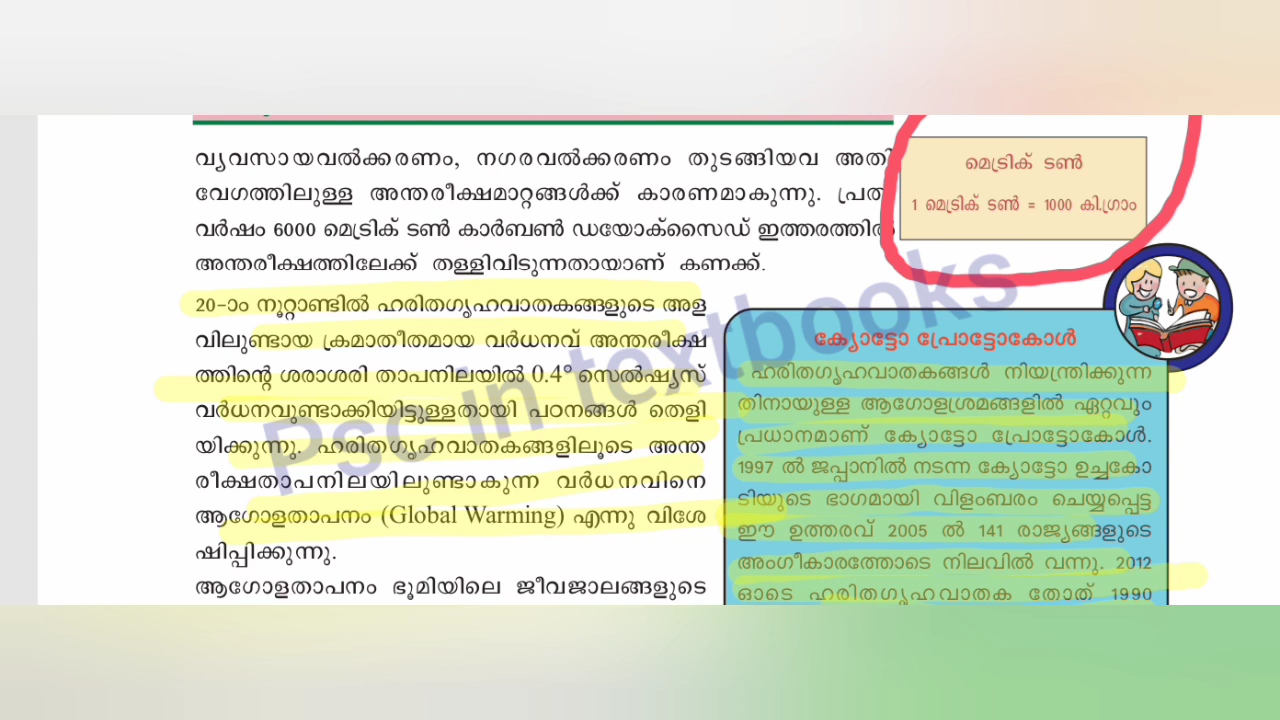 വ്യവസായവൽക്കരണം, നഗരവൽക്കരണം തുടങ്ങിയവ അതി
വേഗത്തിലുള്ള അന്തരീക്ഷമാറ്റങ്ങൾക്ക് കാരണമാകുന്നു. പ്രതി
വർഷം 6000 മെട്രിക് ടൺ കാർബൺ ഡയോക്സൈഡ് ഇത്തരത്തിൽ
അന്തരീക്ഷത്തിലേക്ക് തള്ളിവിടുന്നതായാണ് കണക്ക്.
20-ാം നൂറ്റാണ്ടിൽ ഹരിതഗൃഹവാതകങ്ങളുടെ അള
വിലുണ്ടായ ക്രമാതീതമായ വർധനവ് അന്തരീക്ഷ
ത്തിന്റെ ശരാശരി താപനിലയിൽ 0.4° സെൽഷ്യസ്
വർധനവുണ്ടാക്കിയിട്ടുള്ളതായി പഠനങ്ങൾ തെളി
യിക്കുന്നു. ഹരിതഗൃഹവാതകങ്ങളിലൂടെ അന്ത
രീക്ഷതാപനിലയിലുണ്ടാകുന്ന വർധനവിനെ
ആഗോളതാപനം (Global Warming) എന്നു വിശേ
ഷിപ്പിക്കുന്നു.
ആഗോളതാപനം ഭൂമിയിലെ ജീവജാലങ്ങളുടെ
മെട്രിക് ടൺ
1 മെട്രിക് ടൺ = 1000 കി.ഗ്രാം
ക്യോട്ടോ പ്രോട്ടോകോൾ
ഹരിതഗൃഹവാതകങ്ങൾ നിയന്ത്രിക്കുന്ന
തിനായുള്ള ആഗോളശ്രമങ്ങളിൽ ഏറ്റവും
പ്രധാനമാണ് ക്യോട്ടോ പ്രോട്ടോകോൾ.
1997 ൽ ജപ്പാനിൽ നടന്ന ക്യോട്ടോ ഉച്ചകോ
ടിയുടെ ഭാഗമായി വിളംബരം ചെയ്യപ്പെട്ട
ഈ ഉത്തരവ് 2005 ൽ 141 രാജ്യങ്ങളുടെ
അംഗീകാരത്തോടെ നിലവിൽ വന്നു. 2012
ഓടെ ഹരിതഗൃഹവാതക തോത് 1990
Psc in textbooks